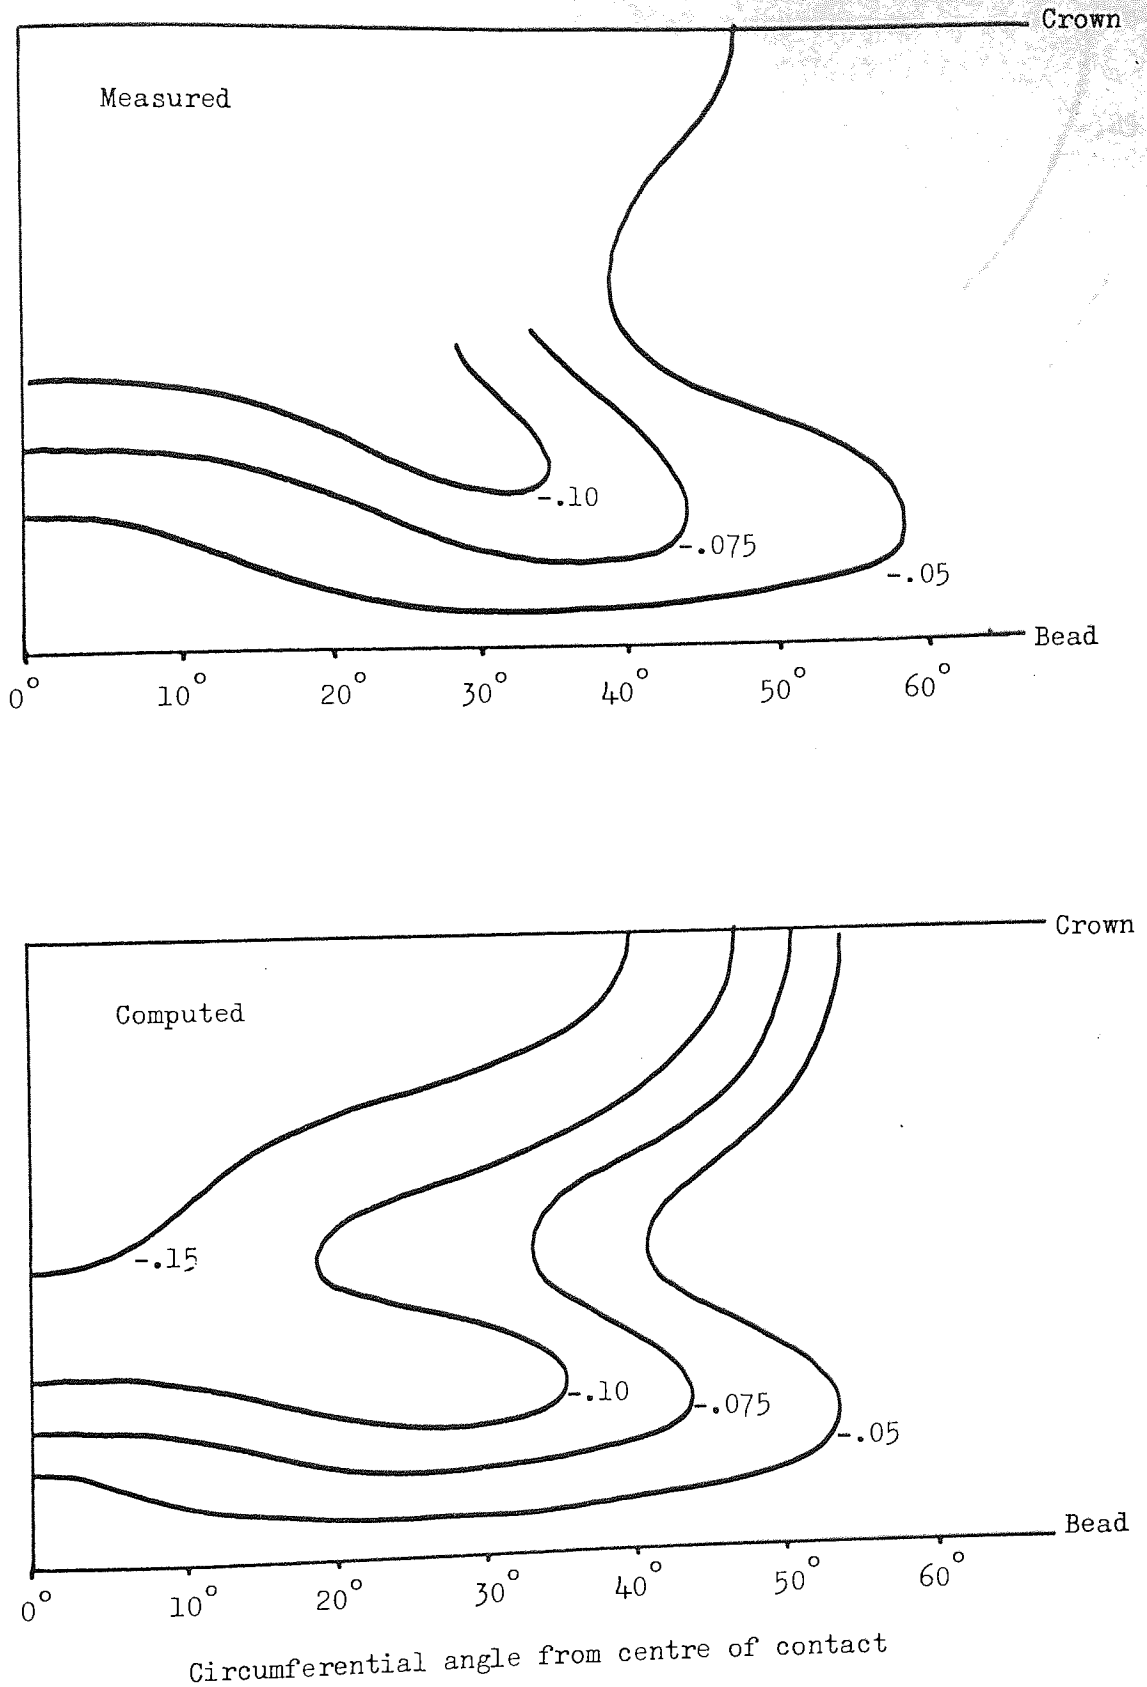 Crown
Measured
-.10
-.075
-.05
Bead
0° 10° 20° 30° 40° 50° 60°
Crown
Computed
-.15
-.10
-.075
-.05
Bead
0° 10° 20° 30° 40° 50° 60°
Circumferential angle from centre of contact